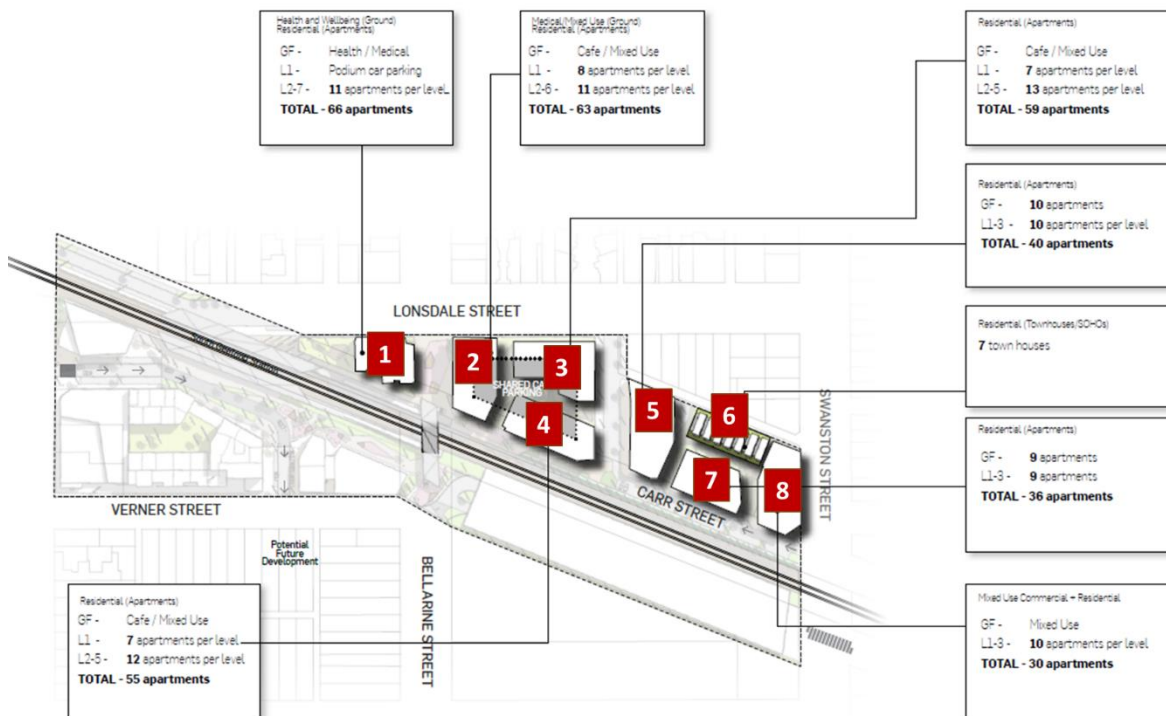 Health and Wellbeing (Ground)
Residential (Apartments)
GF - Health / Medical
L1 - Podium car parking
L2-7 - 11 apartments per level
TOTAL - 66 apartments
Medical/Mixed Use (Ground)
Residential (Apartments)
GF - Cafe / Mixed Use
L1 - 8 apartments per level
L2-6 - 11 apartments per level
TOTAL - 63 apartments
Residential (Apartments)
GF - Cafe / Mixed Use
L1 - 7 apartments per level
L2-5 - 13 apartments per level
TOTAL - 59 apartments
Residential (Apartments)
GF - 10 apartments
L1-3 - 10 apartments per level
TOTAL - 40 apartments
Residential (Townhouses/SOHOs)
7 town houses
Residential (Apartments)
GF - 9 apartments
L1-3 - 9 apartments
TOTAL - 36 apartments
Mixed Use Commercial + Residential
GF - Mixed Use
L1-3 - 10 apartments per level
TOTAL - 30 apartments
Residential (Apartments)
GF - Cafe / Mixed Use
L1 - 7 apartments per level
L2-5 - 12 apartments per level
TOTAL - 55 apartments
LONSDALE STREET
1
2
3
SHARED
PARKING
4
5
6
7
8
CARR STREET
SWANSTON STREET
VERNER STREET
BELLARINE STREET
Potential
Future
Development